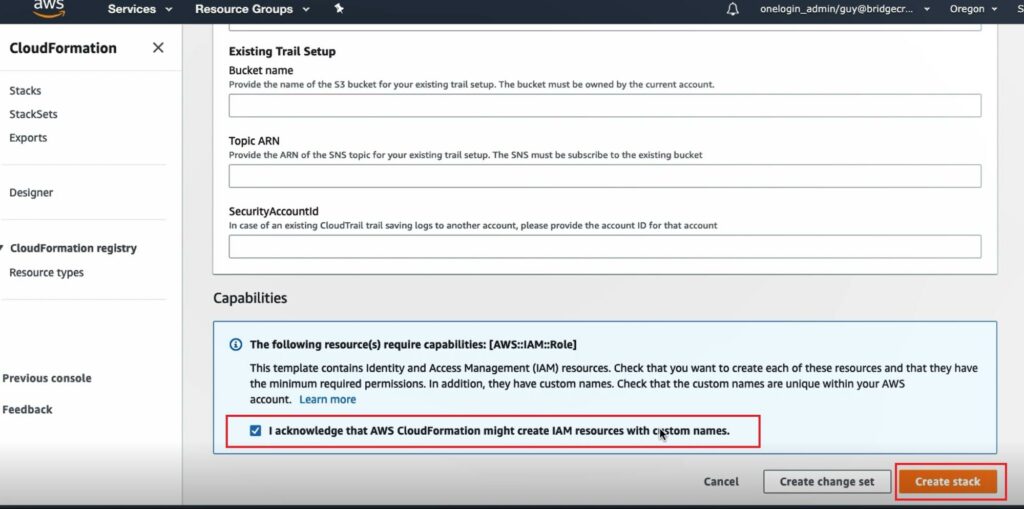 aws
Services
Resource Groups
onelogin_admin/guy@bridgecr...
Oregon
S
CloudFormation
Stacks
StackSets
Exports
Designer
CloudFormation registry
Resource types
Previous console
Feedback
Existing Trail Setup
Bucket name
Provide the name of the S3 bucket for your existing trail setup. The bucket must be owned by the current account.
Topic ARN
Provide the ARN of the SNS topic for your existing trail setup. The SNS must be subscribe to the existing bucket
SecurityAccountId
In case of an existing CloudTrail trail saving logs to another account, please provide the account ID for that account
Capabilities
The following resource(s) require capabilities: [AWS::IAM::Role]
This template contains Identity and Access Management (IAM) resources. Check that you want to create each of these resources and that they have
the minimum required permissions. In addition, they have custom names. Check that the custom names are unique within your AWS
account. Learn more
I acknowledge that AWS CloudFormation might create IAM resources with custom names.
Cancel
Create change set
Create stack